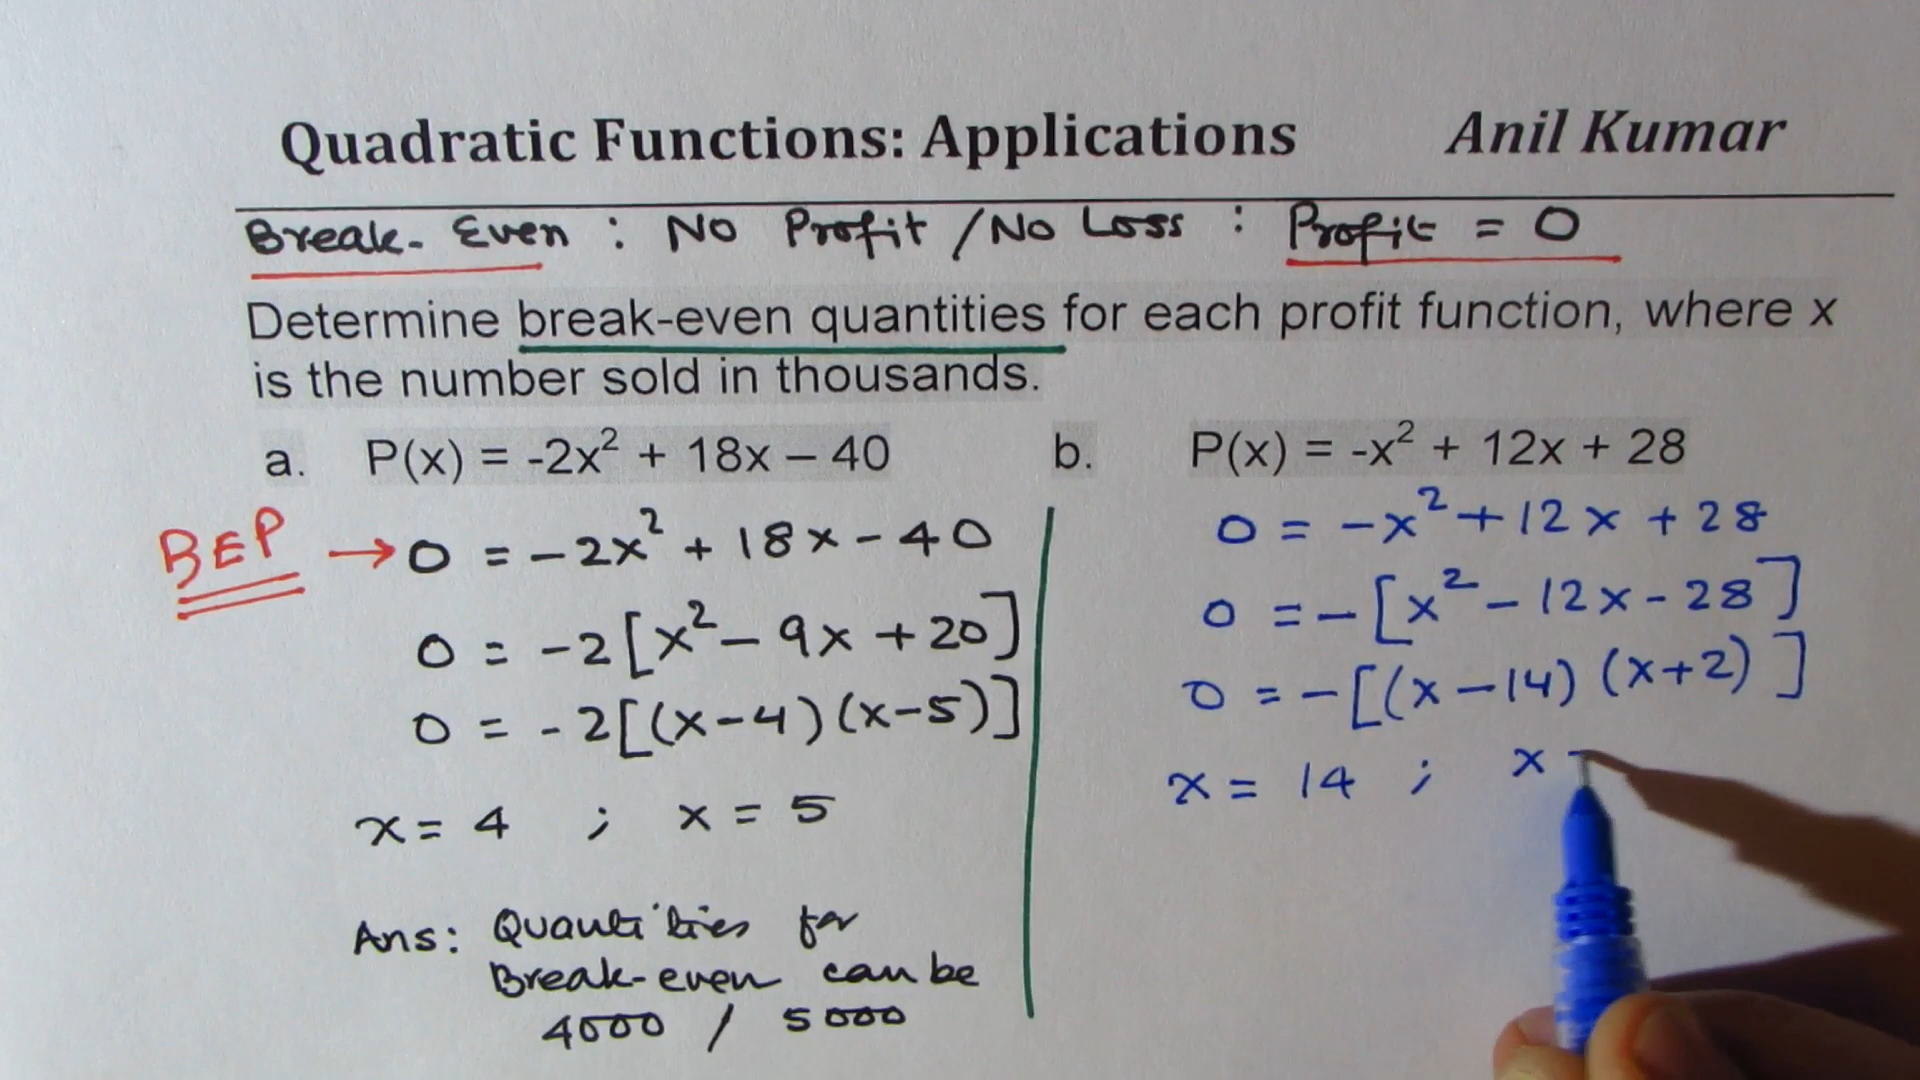 Quadratic Functions: Applications Anil Kumar
Break-Even : No Profit / No Loss : Profit = 0
Determine break-even quantities for each profit function, where x
is the number sold in thousands.
a. P(x) = -2x² + 18x – 40
BEP → 0 = -2x² + 18x - 40
0 = -2[x² - 9x + 20]
0 = -2[(x-4)(x-5)]
x = 4 ; x = 5
Ans: Quantities for
Break-even can be
4000 / 5000
b. P(x) = -x² + 12x + 28
0 = -x² + 12x + 28
0 = -[x² - 12x - 28]
0 = -[(x-14)(x+2)]
x = 14 ; x -